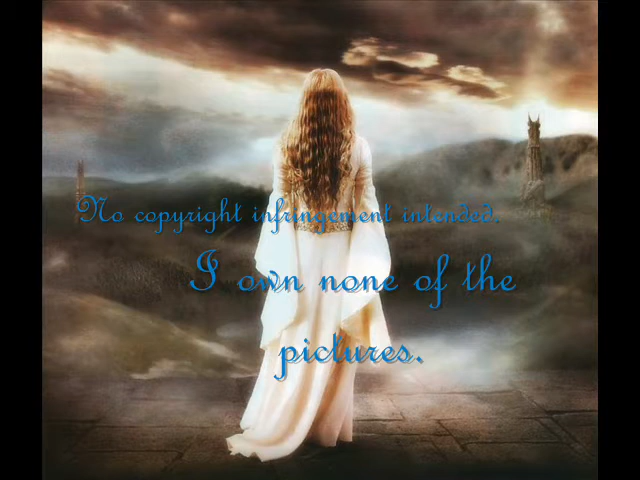 No copyright infringement intended.
I own none of the
pictures.